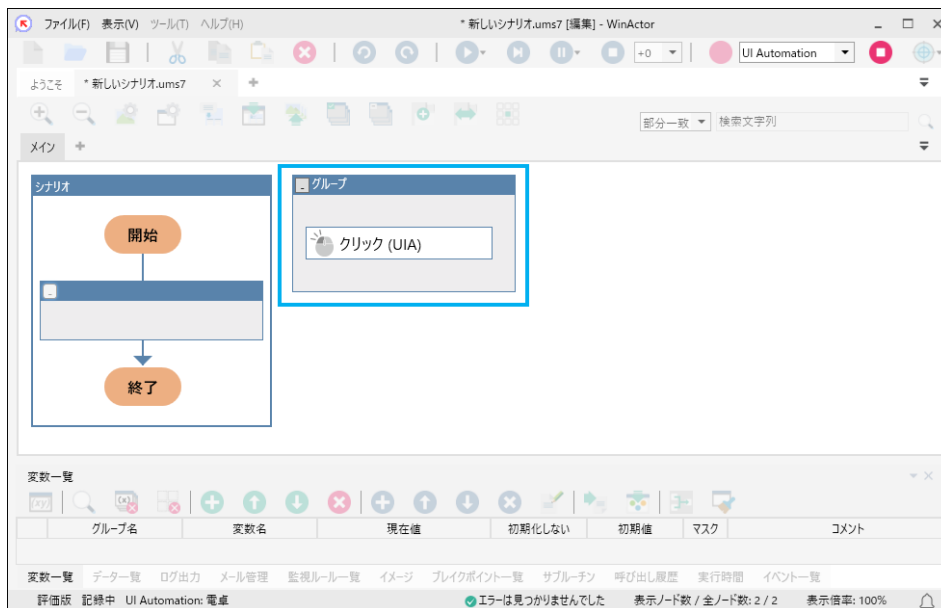 ファイル(F) 表示(V) ツール(T) ヘルプ(H) * 新しいシナリオ.ums7 [編集] - WinActor
+0 UI Automation
ようこそ * 新しいシナリオ.ums7
部分一致 検索文字列
メイン
シナリオ
グループ
開始
クリック (UIA)
終了
変数一覧
グループ名 変数名 現在値 初期化しない 初期値 マスク コメント
変数一覧 データ一覧 ログ出力 メール管理 監視ルール一覧 イメージ ブレイクポイント一覧 サブルーチン 呼び出し履歴 実行時間 イベント一覧
評価版 記録中 UI Automation: 電卓 エラーは見つかりませんでした 表示ノード数 / 全ノード数: 2 / 2 表示倍率: 100%